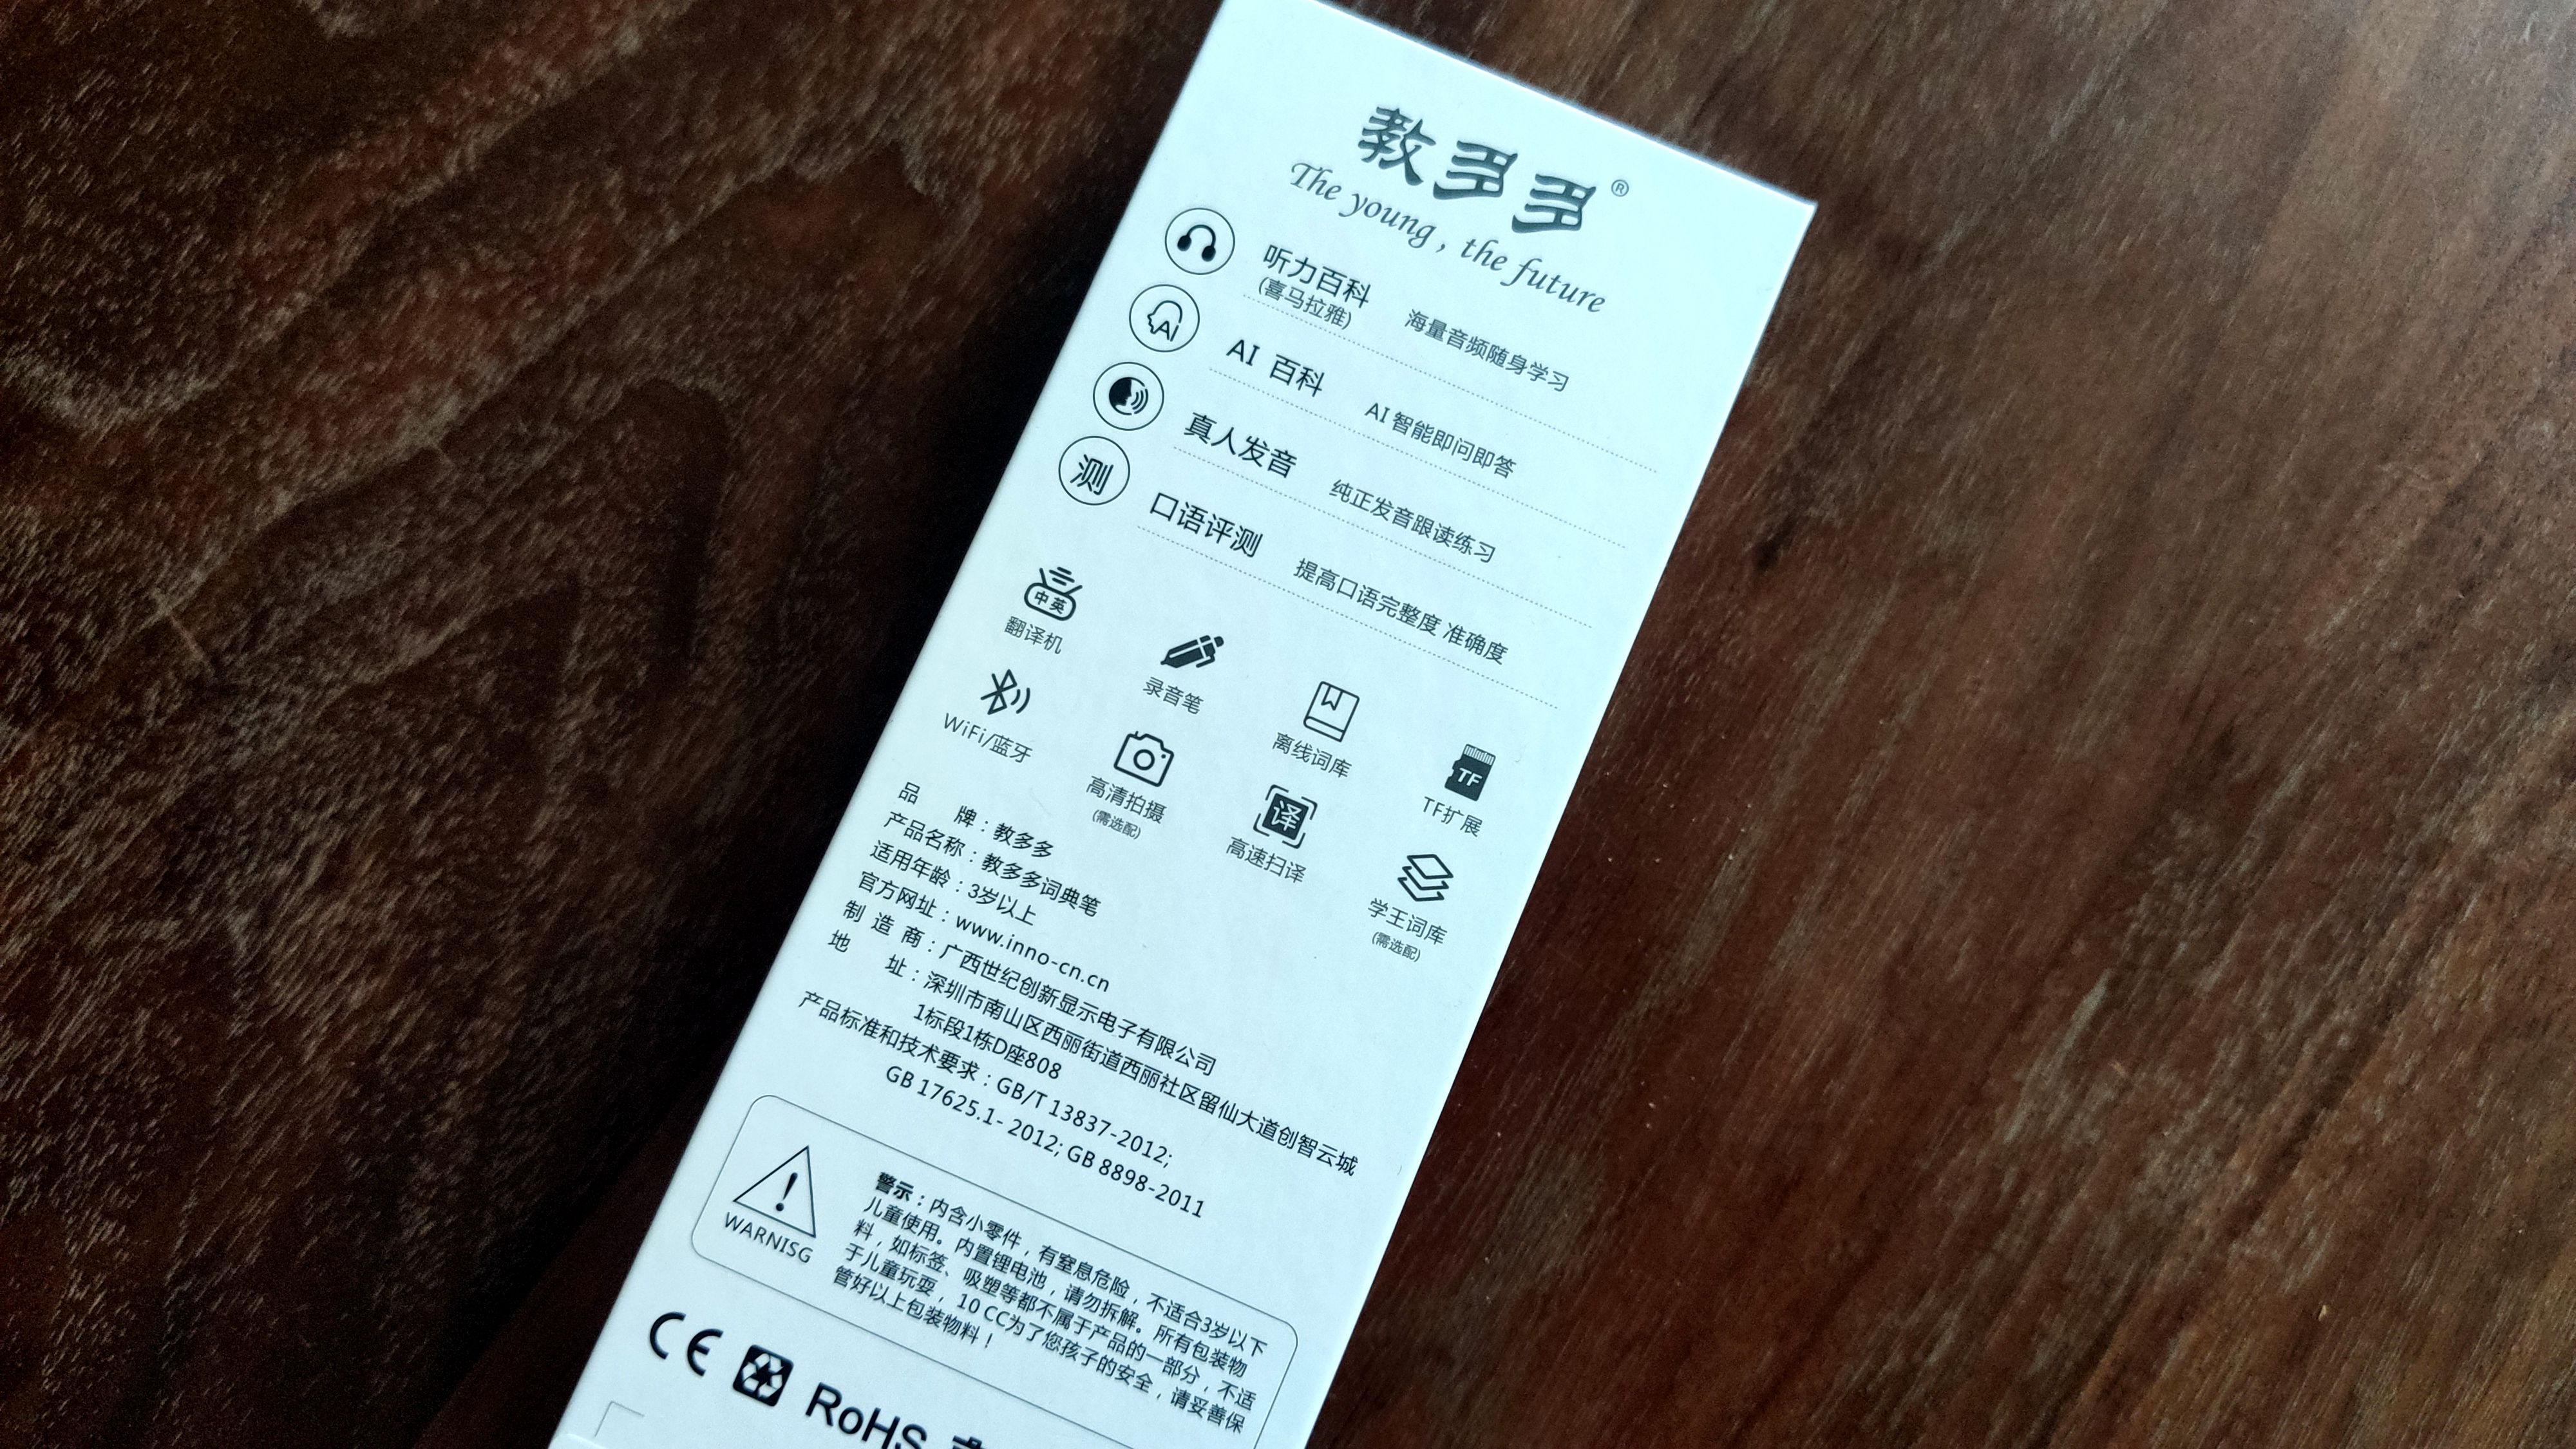 教多多®
The young, the future
听力百科 海量音频随身学习
(喜马拉雅)
Ai
AI 百科 AI 智能即问即答
真人发音 纯正发音跟读练习
测
口语评测 提高口语完整度 准确度
中英
翻译机
录音笔
离线词库
TF
TF扩展
WiFi/蓝牙
高清拍摄
(需选配)
译
高速扫译
学王词库
(需选配)
品 牌：教多多
产品名称：教多多词典笔
适用年龄：3岁以上
官方网址：www.inno-cn.cn
制 造 商：广西世纪创新显示电子有限公司
地 址：深圳市南山区西丽街道西丽社区留仙大道创智云城
1标段1栋D座808
产品标准和技术要求：GB/T 13837-2012;
GB 17625.1- 2012; GB 8898-2011
WARNISG
警示：内含小零件，有窒息危险，不适合3岁以下
儿童使用。内置锂电池，请勿拆解。所有包装物
料，如标签、吸塑等都不属于产品的一部分，不适
于儿童玩耍，10 CC为了您孩子的安全，请妥善保
管好以上包装物料！
CE
RoHS